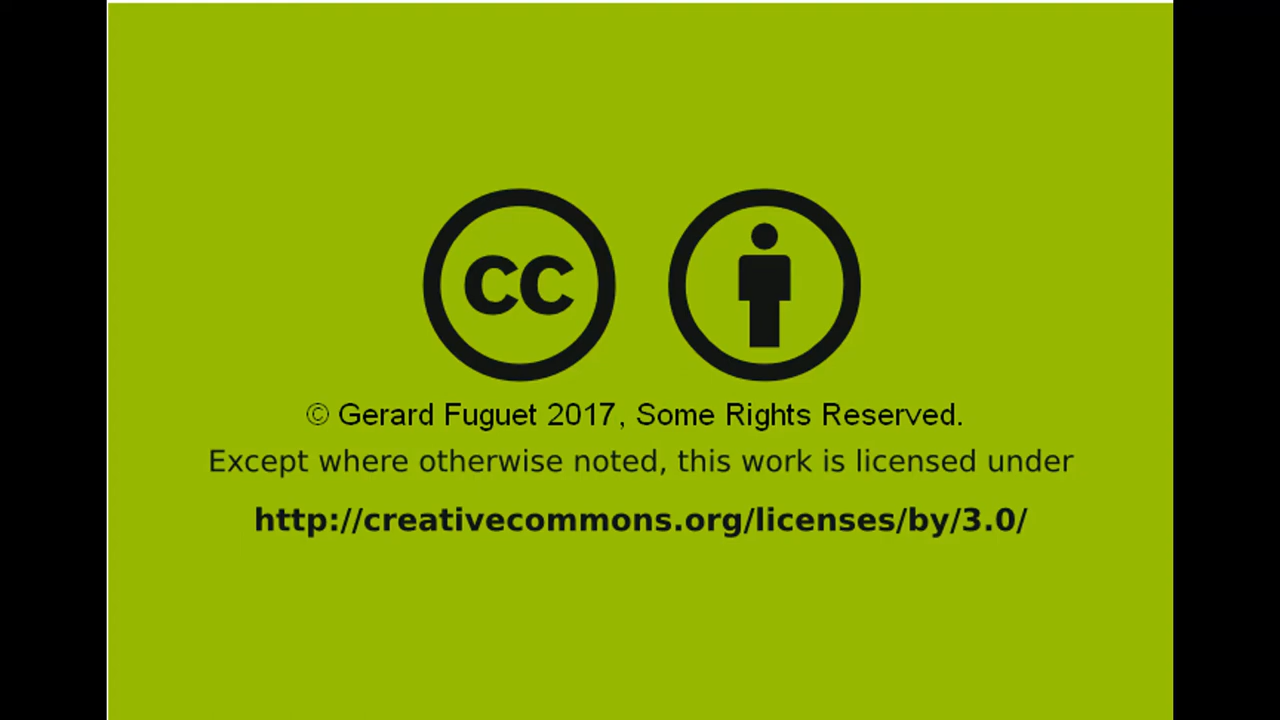 cc
© Gerard Fuguet 2017, Some Rights Reserved.
Except where otherwise noted, this work is licensed under
http://creativecommons.org/licenses/by/3.0/